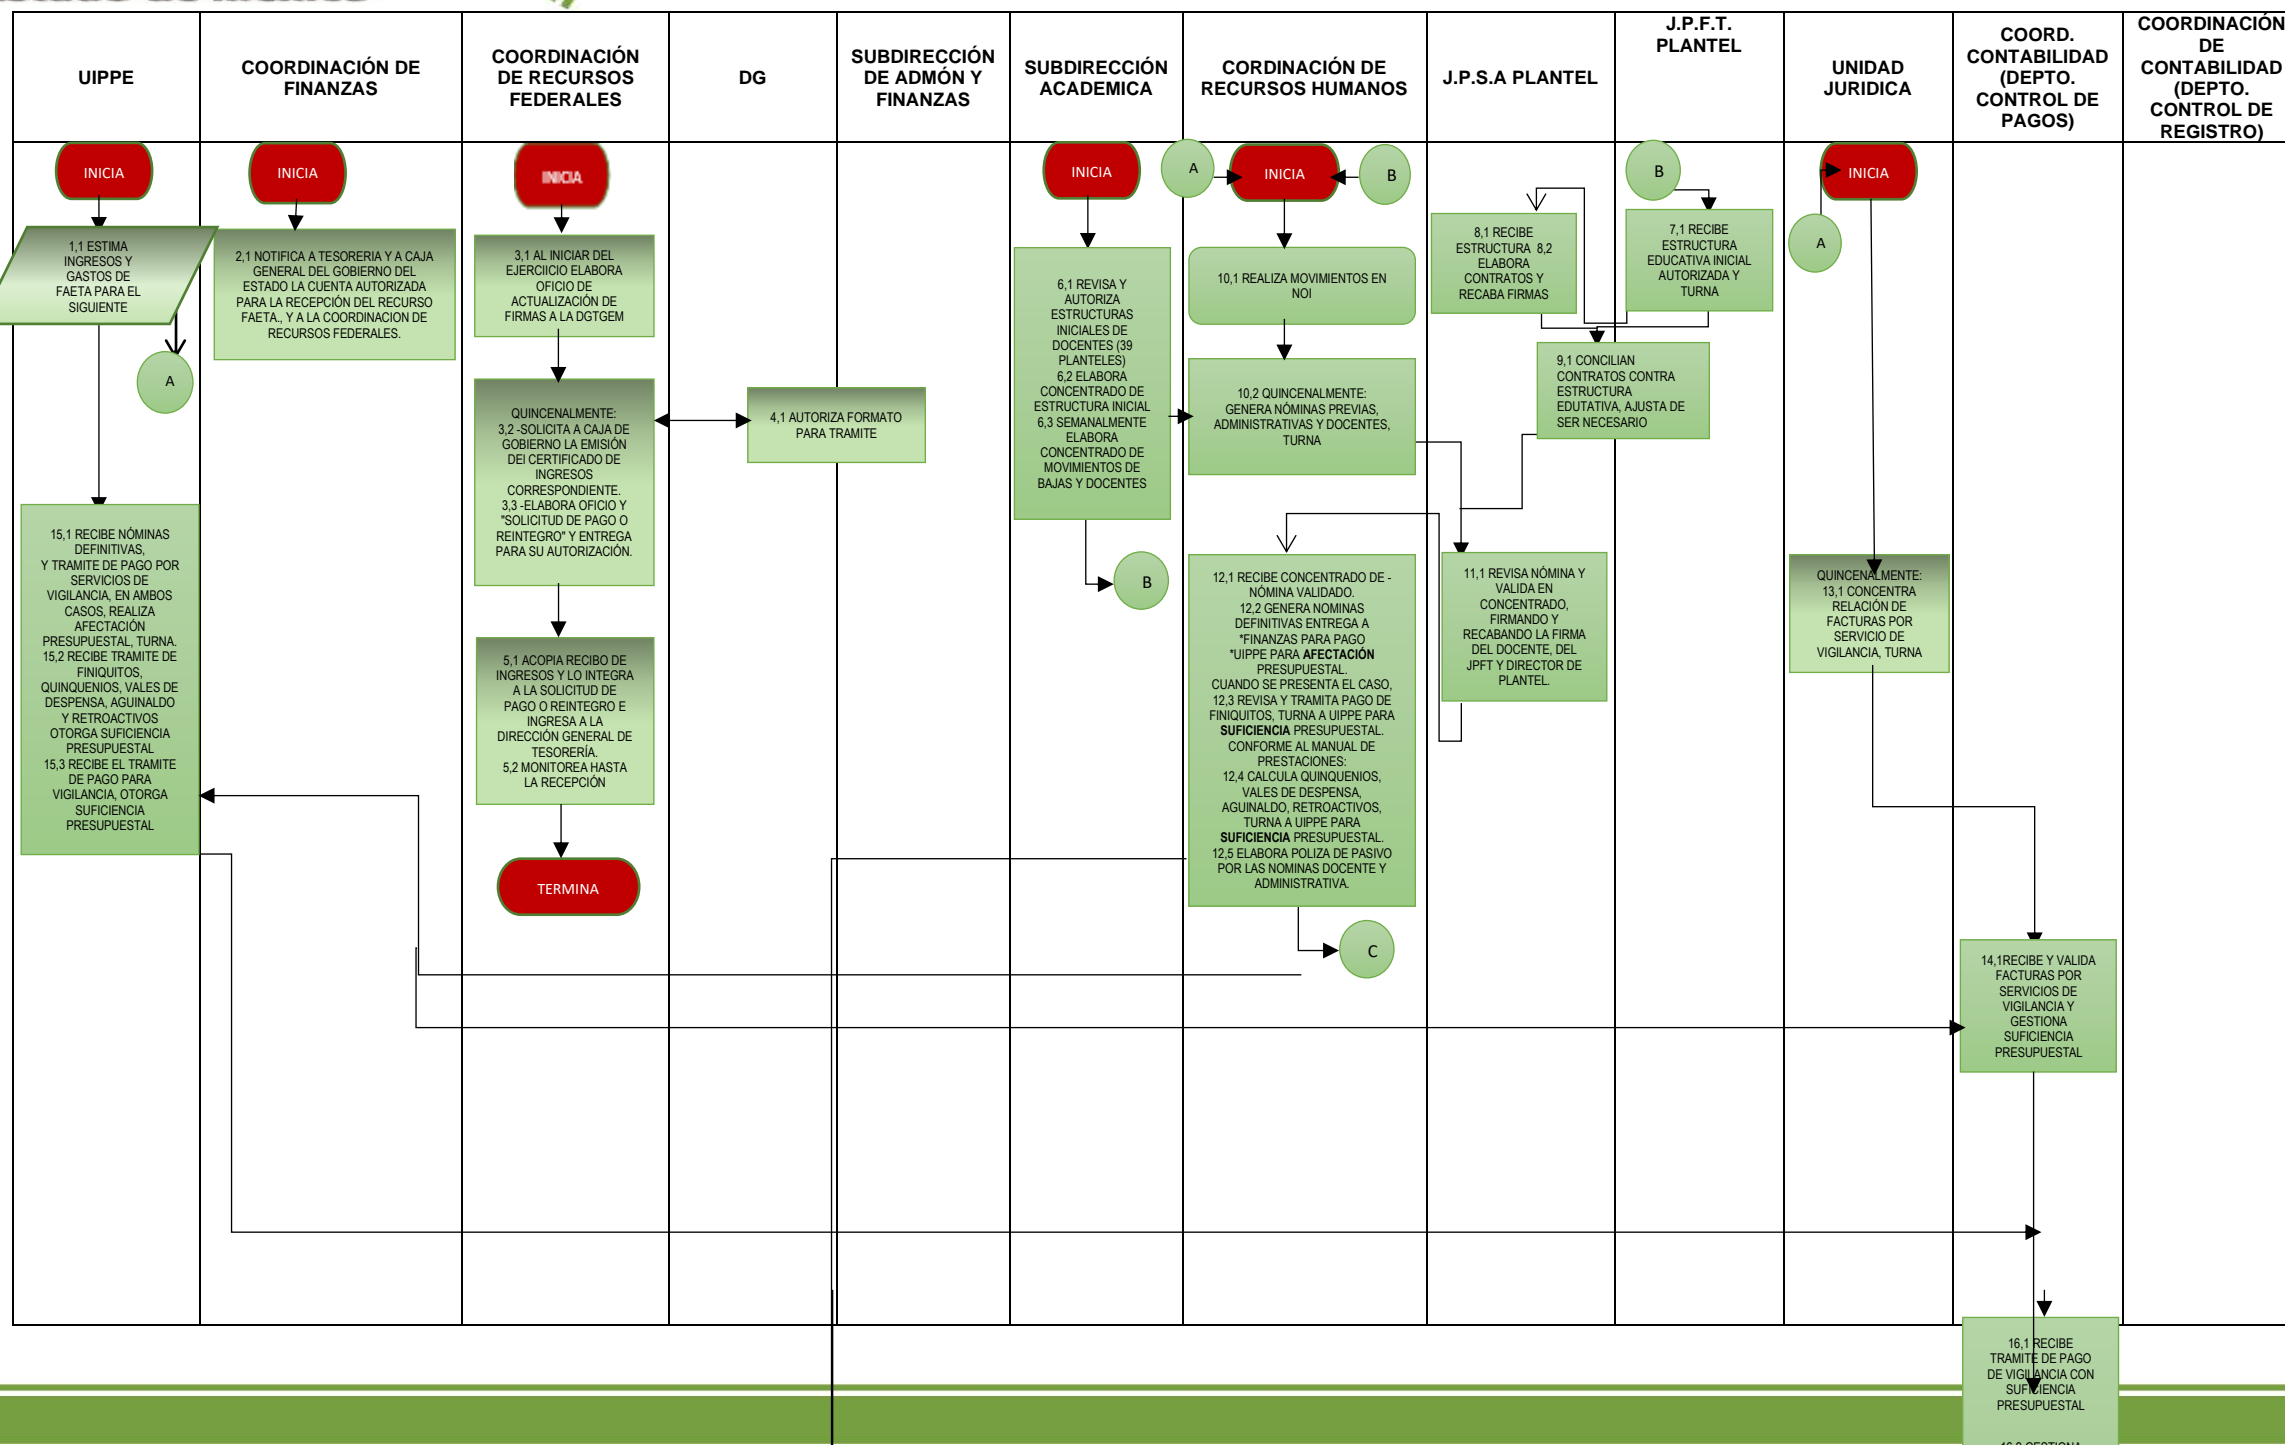 UIPPE
COORDINACIÓN DE
FINANZAS
COORDINACIÓN
DE RECURSOS
FEDERALES
DG
SUBDIRECCIÓN
DE ADMÓN Y
FINANZAS
SUBDIRECCIÓN
ACADEMICA
CORDINACIÓN DE
RECURSOS HUMANOS
J.P.S.A PLANTEL
J.P.F.T.
PLANTEL
UNIDAD
JURIDICA
COORD.
CONTABILIDAD
(DEPTO.
CONTROL DE
PAGOS)
COORDINACIÓN
DE
CONTABILIDAD
(DEPTO.
CONTROL DE
REGISTRO)
INICIA
1,1 ESTIMA
INGRESOS Y
GASTOS DE
FAETA PARA EL
SIGUIENTE
A
15,1 RECIBE NÓMINAS
DEFINITIVAS,
Y TRAMITE DE PAGO POR
SERVICIOS DE
VIGILANCIA, EN AMBOS
CASOS, REALIZA
AFECTACIÓN
PRESUPUESTAL, TURNA.
15,2 RECIBE TRAMITE DE
FINIQUITOS,
QUINQUENIOS, VALES DE
DESPENSA, AGUINALDO
Y RETROACTIVOS
OTORGA SUFICIENCIA
PRESUPUESTAL
15,3 RECIBE EL TRAMITE
DE PAGO PARA
VIGILANCIA, OTORGA
SUFICIENCIA
PRESUPUESTAL
INICIA
2,1 NOTIFICA A TESORERIA Y A CAJA
GENERAL DEL GOBIERNO DEL
ESTADO LA CUENTA AUTORIZADA
PARA LA RECEPCIÓN DEL RECURSO
FAETA., Y A LA COORDINACION DE
RECURSOS FEDERALES.
INICIA
3,1 AL INICIAR DEL
EJERCIICIO ELABORA
OFICIO DE
ACTUALIZACIÓN DE
FIRMAS A LA DGTGEM
QUINCENALMENTE:
3,2 -SOLICITA A CAJA DE
GOBIERNO LA EMISIÓN
DEl CERTIFICADO DE
INGRESOS
CORRESPONDIENTE.
3,3 -ELABORA OFICIO Y
"SOLICITUD DE PAGO O
REINTEGRO" Y ENTREGA
PARA SU AUTORIZACIÓN.
5,1 ACOPIA RECIBO DE
INGRESOS Y LO INTEGRA
A LA SOLICITUD DE
PAGO O REINTEGRO E
INGRESA A LA
DIRECCIÓN GENERAL DE
TESORERÍA.
5,2 MONITOREA HASTA
LA RECEPCIÓN
TERMINA
4,1 AUTORIZA FORMATO
PARA TRAMITE
INICIA
6,1 REVISA Y
AUTORIZA
ESTRUCTURAS
INICIALES DE
DOCENTES (39
PLANTELES)
6,2 ELABORA
CONCENTRADO DE
ESTRUCTURA INICIAL
6,3 SEMANALMENTE
ELABORA
CONCENTRADO DE
MOVIMIENTOS DE
BAJAS Y DOCENTES
B
A
INICIA
B
10,1 REALIZA MOVIMIENTOS EN
NOI
10,2 QUINCENALMENTE:
GENERA NÓMINAS PREVIAS,
ADMINISTRATIVAS Y DOCENTES,
TURNA
12,1 RECIBE CONCENTRADO DE -
NÓMINA VALIDADO.
12,2 GENERA NOMINAS
DEFINITIVAS ENTREGA A
*FINANZAS PARA PAGO
*UIPPE PARA AFECTACIÓN
PRESUPUESTAL.
CUANDO SE PRESENTA EL CASO,
12,3 REVISA Y TRAMITA PAGO DE
FINIQUITOS, TURNA A UIPPE PARA
SUFICIENCIA PRESUPUESTAL.
CONFORME AL MANUAL DE
PRESTACIONES:
12,4 CALCULA QUINQUENIOS,
VALES DE DESPENSA,
AGUINALDO, RETROACTIVOS,
TURNA A UIPPE PARA
SUFICIENCIA PRESUPUESTAL.
12,5 ELABORA POLIZA DE PASIVO
POR LAS NOMINAS DOCENTE Y
ADMINISTRATIVA.
C
8,1 RECIBE
ESTRUCTURA 8,2
ELABORA
CONTRATOS Y
RECABA FIRMAS
B
7,1 RECIBE
ESTRUCTURA
EDUCATIVA INICIAL
AUTORIZADA Y
TURNA
9,1 CONCILIAN
CONTRATOS CONTRA
ESTRUCTURA
EDUTATIVA, AJUSTA DE
SER NECESARIO
11,1 REVISA NÓMINA Y
VALIDA EN
CONCENTRADO,
FIRMANDO Y
RECABANDO LA FIRMA
DEL DOCENTE, DEL
JPFT Y DIRECTOR DE
PLANTEL.
INICIA
A
QUINCENALMENTE:
13,1 CONCENTRA
RELACIÓN DE
FACTURAS POR
SERVICIO DE
VIGILANCIA, TURNA
14,1RECIBE Y VALIDA
FACTURAS POR
SERVICIOS DE
VIGILANCIA Y
GESTIONA
SUFICIENCIA
PRESUPUESTAL
16,1 RECIBE
TRAMITE DE PAGO
DE VIGILANCIA CON
SUFICIENCIA
PRESUPUESTAL